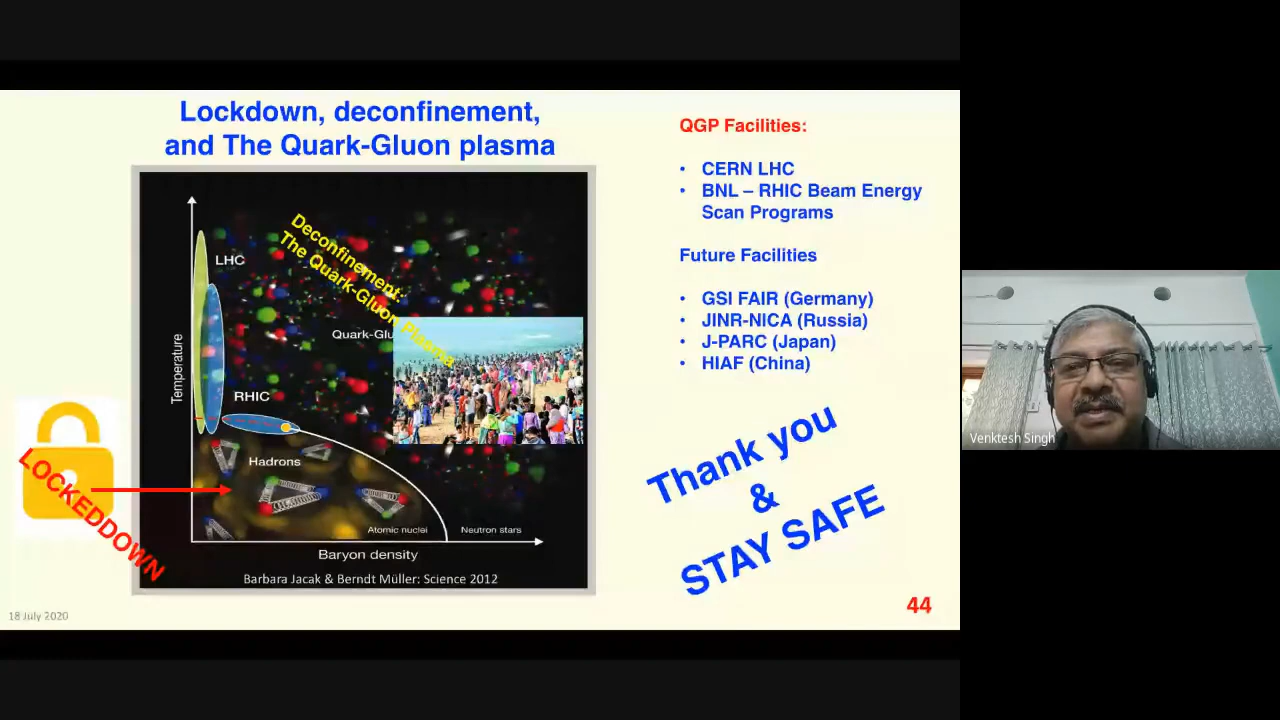 Lockdown, deconfinement,
and The Quark-Gluon plasma
LHC
Deconfinement:
The Quark-Gluon Plasma
Quark-Glu
Temperature
RHIC
Hadrons
Atomic nuclei
Neutron stars
Baryon density
Barbara Jacak & Berndt Müller: Science 2012
LOCKEDDOWN
18 July 2020
QGP Facilities:
• CERN LHC
• BNL – RHIC Beam Energy
Scan Programs
Future Facilities
• GSI FAIR (Germany)
• JINR-NICA (Russia)
• J-PARC (Japan)
• HIAF (China)
Thank you
&
STAY SAFE
44
Venktesh Singh